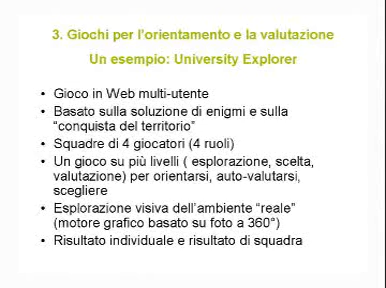 3. Giochi per l'orientamento e la valutazione
Un esempio: University Explorer
• Gioco in Web multi-utente
• Basato sulla soluzione di enigmi e sulla
“conquista del territorio”
• Squadre di 4 giocatori (4 ruoli)
• Un gioco su più livelli ( esplorazione, scelta,
valutazione) per orientarsi, auto-valutarsi,
scegliere
• Esplorazione visiva dell'ambiente “reale”
(motore grafico basato su foto a 360°)
• Risultato individuale e risultato di squadra